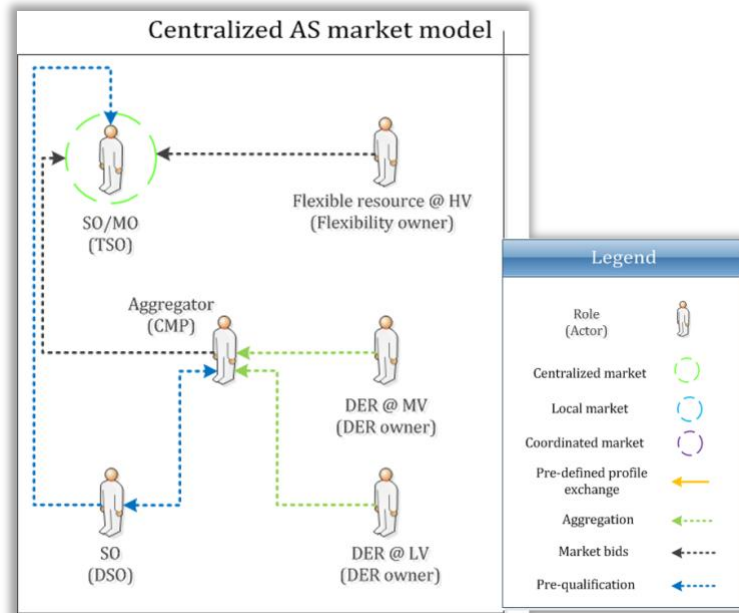 Centralized AS market model
SO/MO
(TSO)
Flexible resource @ HV
(Flexibility owner)
Aggregator
(CMP)
DER @ MV
(DER owner)
SO
(DSO)
DER @ LV
(DER owner)
Legend
Role
(Actor)
Centralized market
Local market
Coordinated market
Pre-defined profile
exchange
Aggregation
Market bids
Pre-qualification